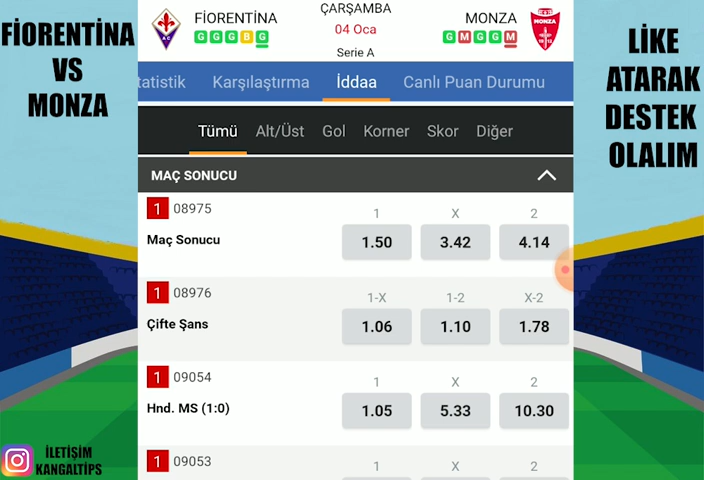 FİORENTİNA
VS
MONZA
FİORENTİNA
G G G B G
ÇARŞAMBA
04 Oca
Serie A
MONZA
G M G G M
MONZA
tatistik Karşılaştırma İddaa Canlı Puan Durumu
Tümü Alt/Üst Gol Korner Skor Diğer
MAÇ SONUCU
1 08975
Maç Sonucu
1 X 2
1.50 3.42 4.14
1 08976
Çifte Şans
1-X 1-2 X-2
1.06 1.10 1.78
1 09054
Hnd. MS (1:0)
1 X 2
1.05 5.33 10.30
1 09053
1 X 2
LİKE
ATARAK
DESTEK
OLALIM
İLETİŞİM
KANGALTİPS